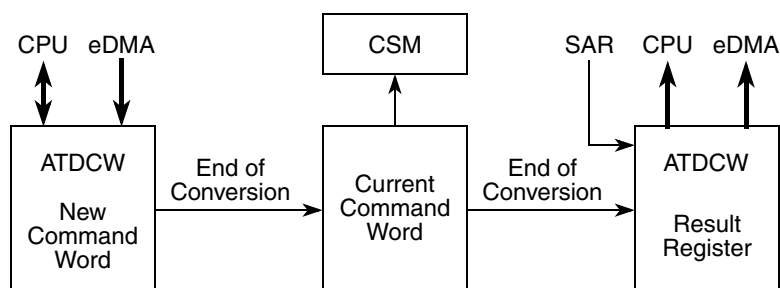 CPU eDMA
CSM
SAR CPU eDMA
ATDCW
New
Command
Word
End of
Conversion
Current
Command
Word
End of
Conversion
ATDCW
Result
Register